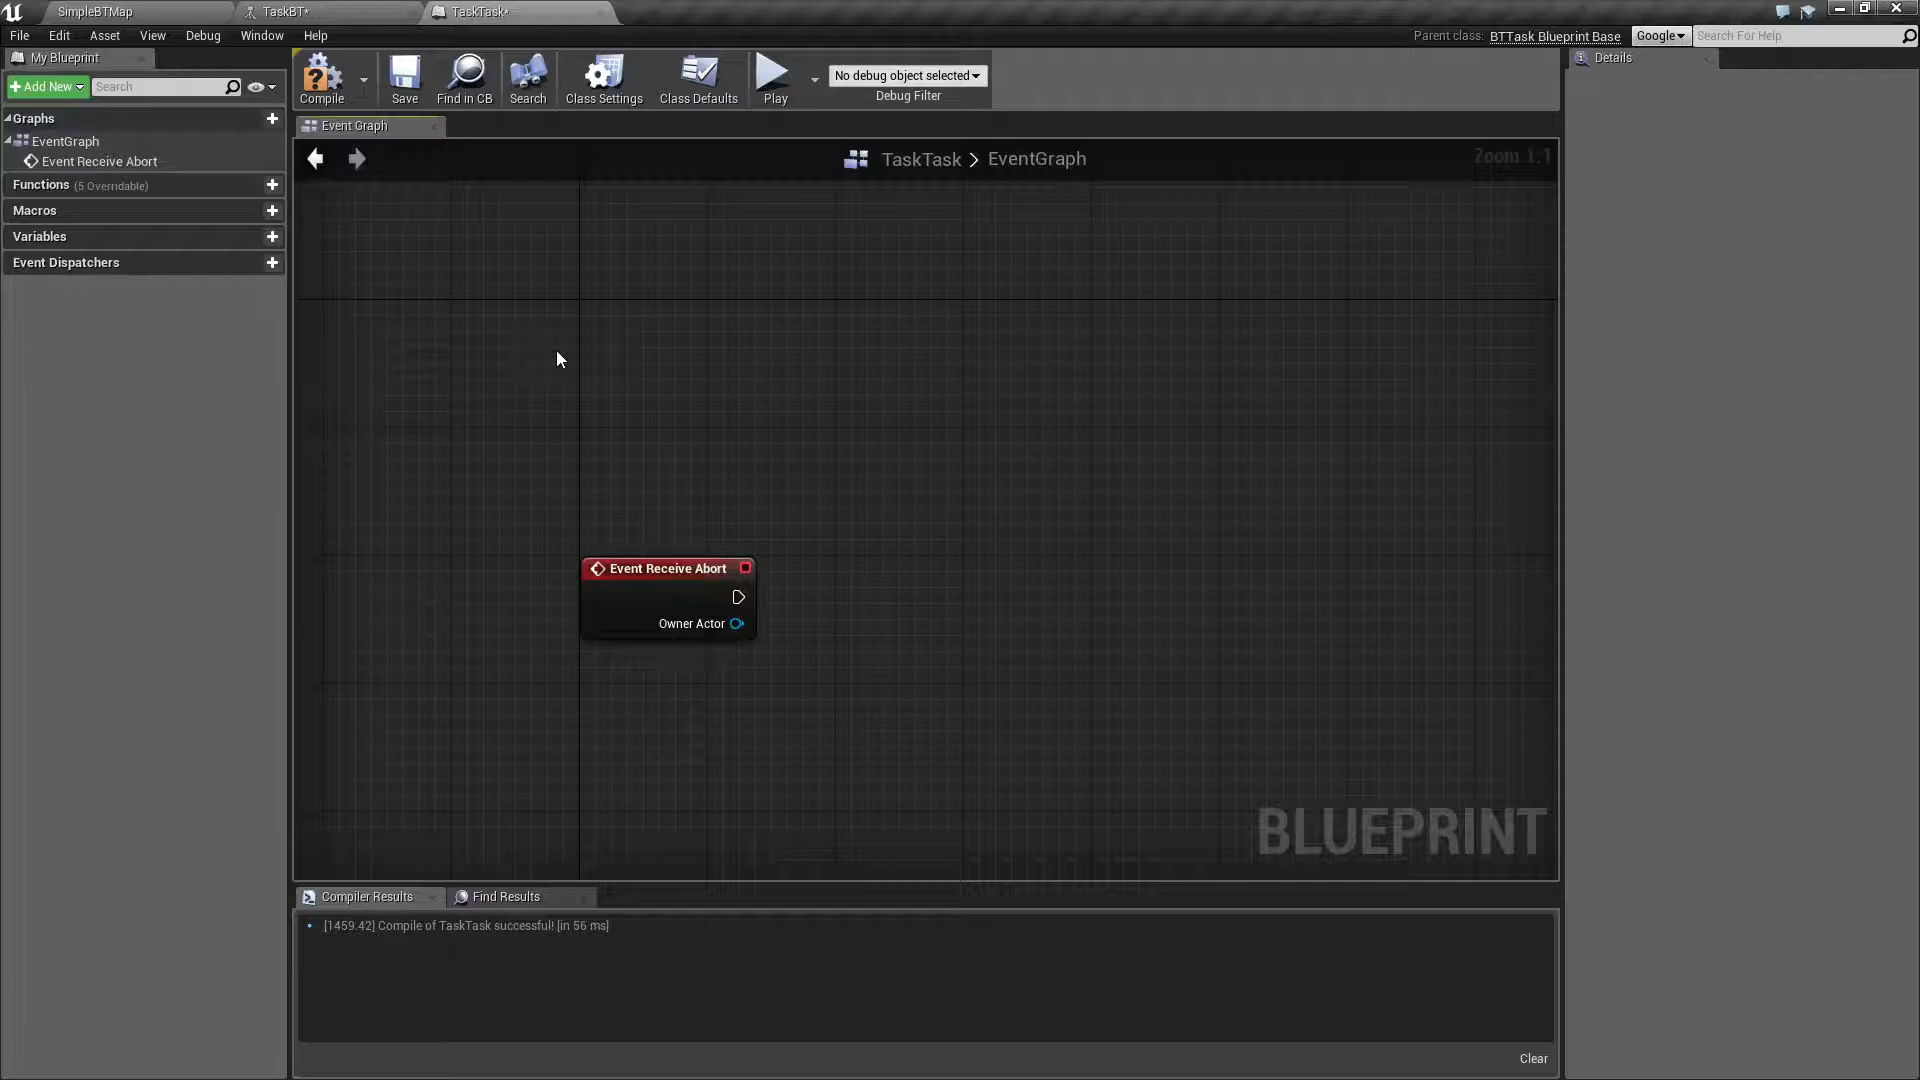 SimpleBTMap
TaskBT*
TaskTask*
File Edit Asset View Debug Window Help
Parent class: BTTask Blueprint Base
Google
Search For Help
My Blueprint
Add New
Search
Graphs
EventGraph
Event Receive Abort
Functions (5 Overridable)
Macros
Variables
Event Dispatchers
Compile
Save
Find in CB
Search
Class Settings
Class Defaults
Play
No debug object selected
Debug Filter
Details
Event Graph
TaskTask > EventGraph
Zoom 1:1
Event Receive Abort
Owner Actor
BLUEPRINT
Compiler Results
Find Results
[1459.42] Compile of TaskTask successful! [in 56 ms]
Clear